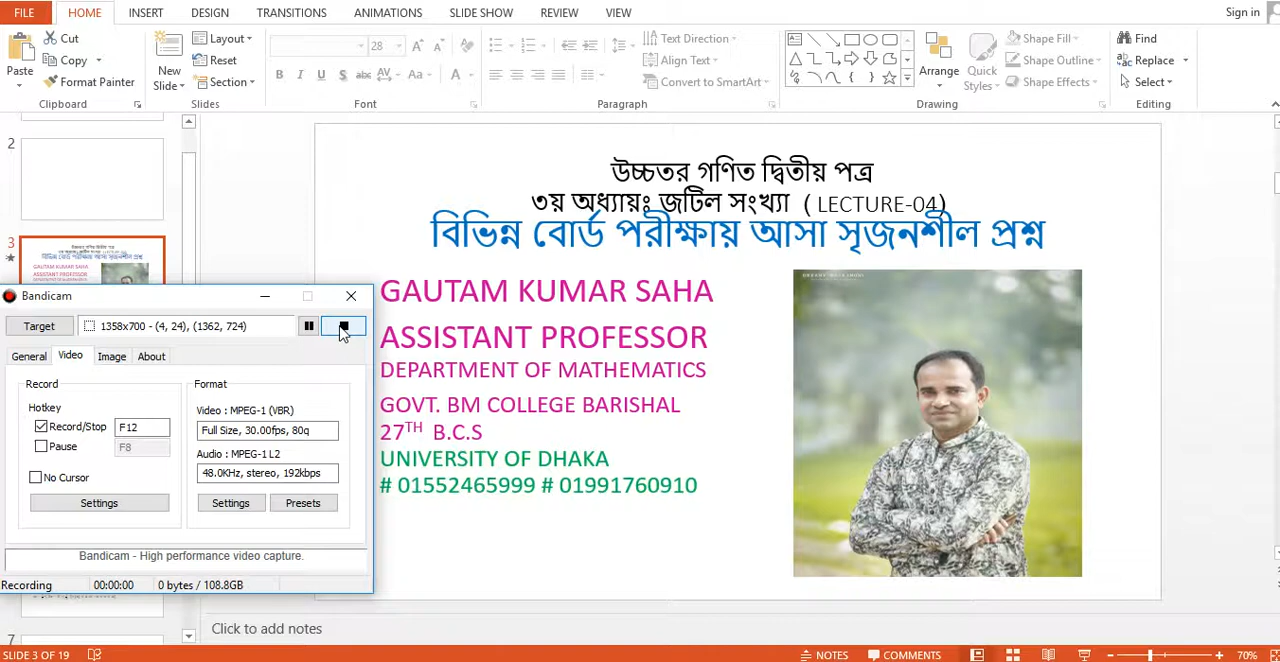 FILE HOME INSERT DESIGN TRANSITIONS ANIMATIONS SLIDE SHOW REVIEW VIEW Sign in
Cut
Copy
Format Painter
Paste
Clipboard
New Slide
Layout
Reset
Section
Slides
28
B I U S abc AV Aa A
Font
Text Direction
Align Text
Convert to SmartArt
Paragraph
Arrange
Quick Styles
Shape Fill
Shape Outline
Shape Effects
Drawing
Find
Replace
Select
Editing
2
3
উচ্চতর গণিত দ্বিতীয় পত্র
৩য় অধ্যায়ঃ জটিল সংখ্যা ( LECTURE-04)
বিভিন্ন বোর্ড পরীক্ষায় আসা সৃজনশীল প্রশ্ন
GAUTAM KUMAR SAHA
ASSISTANT PROFESSOR
DEPARTMENT OF MATHEMATICS
GOVT. BM COLLEGE BARISHAL
27TH B.C.S
UNIVERSITY OF DHAKA
# 01552465999 # 01991760910
Bandicam
Target 1358x700 - (4, 24), (1362, 724)
General Video Image About
Record
Hotkey
Record/Stop F12
Pause F8
No Cursor
Settings
Format
Video : MPEG-1 (VBR)
Full Size, 30.00fps, 80q
Audio : MPEG-1 L2
48.0KHz, stereo, 192kbps
Settings Presets
Bandicam - High performance video capture.
Recording 00:00:00 0 bytes / 108.8GB
7
Click to add notes
SLIDE 3 OF 19 NOTES COMMENTS 70%